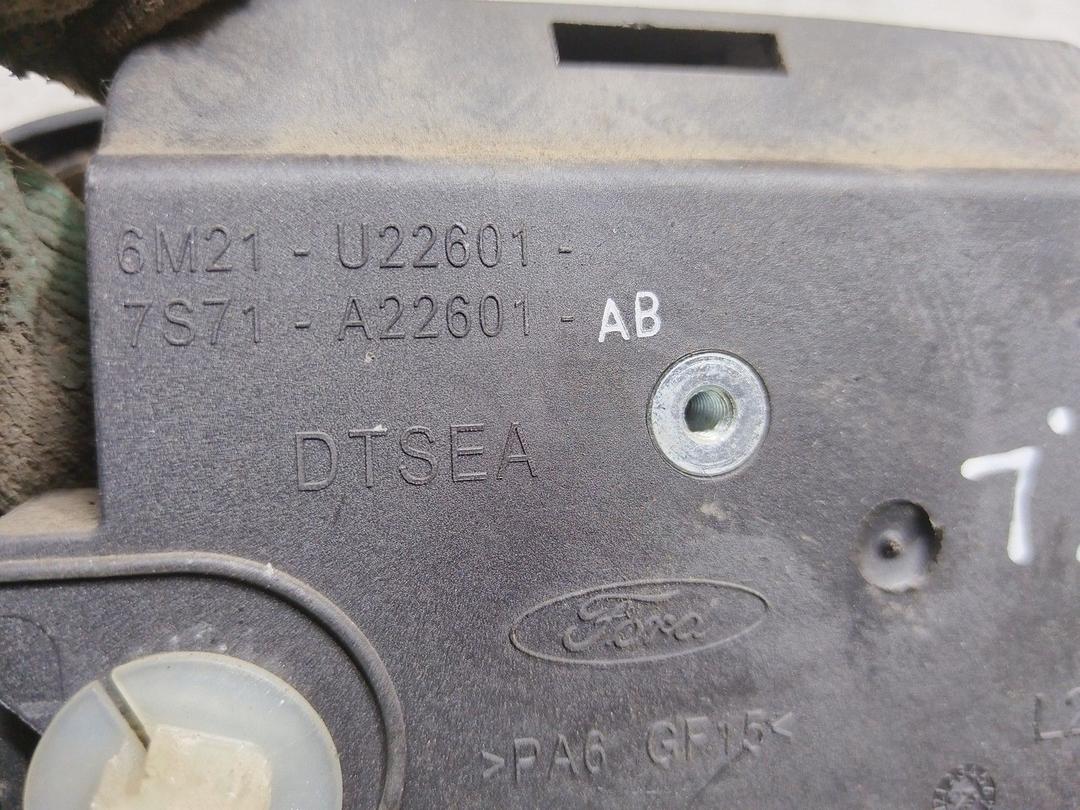 6M21 - U22601 -
7S71 - A22601 - AB
DTSEA
7
Ford
>PA6 GF15<